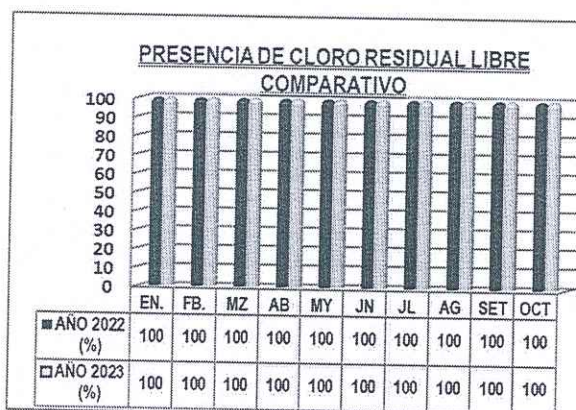 PRESENCIA DE CLORO RESIDUAL LIBRE
COMPARATIVO
100
90
80
70
60
50
40
30
20
10
0
EN. FB. MZ AB MY JN JL AG SET OCT
AÑO 2022 (%) 100 100 100 100 100 100 100 100 100 100
AÑO 2023 (%) 100 100 100 100 100 100 100 100 100 100